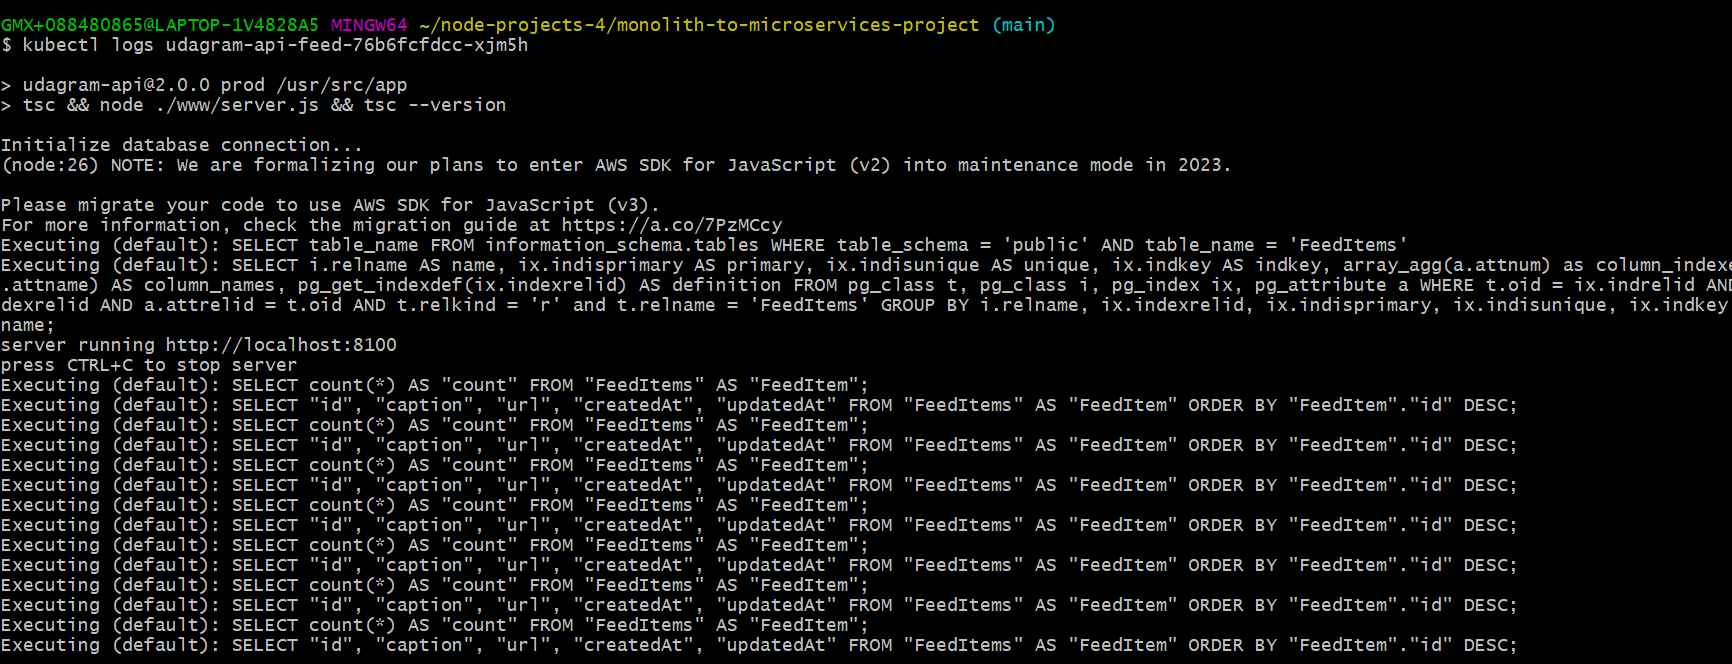 GMX+088480865@LAPTOP-1V4828A5 MINGW64 ~/node-projects-4/monolith-to-microservices-project (main)
$ kubectl logs udagram-api-feed-76b6fcfdcc-xjm5h
> udagram-api@2.0.0 prod /usr/src/app
> tsc && node ./www/server.js && tsc --version
Initialize database connection...
(node:26) NOTE: We are formalizing our plans to enter AWS SDK for JavaScript (v2) into maintenance mode in 2023.
Please migrate your code to use AWS SDK for JavaScript (v3).
For more information, check the migration guide at https://a.co/7PzMCcy
Executing (default): SELECT table_name FROM information_schema.tables WHERE table_schema = 'public' AND table_name = 'FeedItems'
Executing (default): SELECT i.relname AS name, ix.indisprimary AS primary, ix.indisunique AS unique, ix.indkey AS indkey, array_agg(a.attnum) as column_indexe
.attname) AS column_names, pg_get_indexdef(ix.indexrelid) AS definition FROM pg_class t, pg_class i, pg_index ix, pg_attribute a WHERE t.oid = ix.indrelid AND
dexrelid AND a.attrelid = t.oid AND t.relkind = 'r' and t.relname = 'FeedItems' GROUP BY i.relname, ix.indexrelid, ix.indisprimary, ix.indisunique, ix.indkey
name;
server running http://localhost:8100
press CTRL+C to stop server
Executing (default): SELECT count(*) AS "count" FROM "FeedItems" AS "FeedItem";
Executing (default): SELECT "id", "caption", "url", "createdAt", "updatedAt" FROM "FeedItems" AS "FeedItem" ORDER BY "FeedItem"."id" DESC;
Executing (default): SELECT count(*) AS "count" FROM "FeedItems" AS "FeedItem";
Executing (default): SELECT "id", "caption", "url", "createdAt", "updatedAt" FROM "FeedItems" AS "FeedItem" ORDER BY "FeedItem"."id" DESC;
Executing (default): SELECT count(*) AS "count" FROM "FeedItems" AS "FeedItem";
Executing (default): SELECT "id", "caption", "url", "createdAt", "updatedAt" FROM "FeedItems" AS "FeedItem" ORDER BY "FeedItem"."id" DESC;
Executing (default): SELECT count(*) AS "count" FROM "FeedItems" AS "FeedItem";
Executing (default): SELECT "id", "caption", "url", "createdAt", "updatedAt" FROM "FeedItems" AS "FeedItem" ORDER BY "FeedItem"."id" DESC;
Executing (default): SELECT count(*) AS "count" FROM "FeedItems" AS "FeedItem";
Executing (default): SELECT "id", "caption", "url", "createdAt", "updatedAt" FROM "FeedItems" AS "FeedItem" ORDER BY "FeedItem"."id" DESC;
Executing (default): SELECT count(*) AS "count" FROM "FeedItems" AS "FeedItem";
Executing (default): SELECT "id", "caption", "url", "createdAt", "updatedAt" FROM "FeedItems" AS "FeedItem" ORDER BY "FeedItem"."id" DESC;
Executing (default): SELECT count(*) AS "count" FROM "FeedItems" AS "FeedItem";
Executing (default): SELECT "id", "caption", "url", "createdAt", "updatedAt" FROM "FeedItems" AS "FeedItem" ORDER BY "FeedItem"."id" DESC;